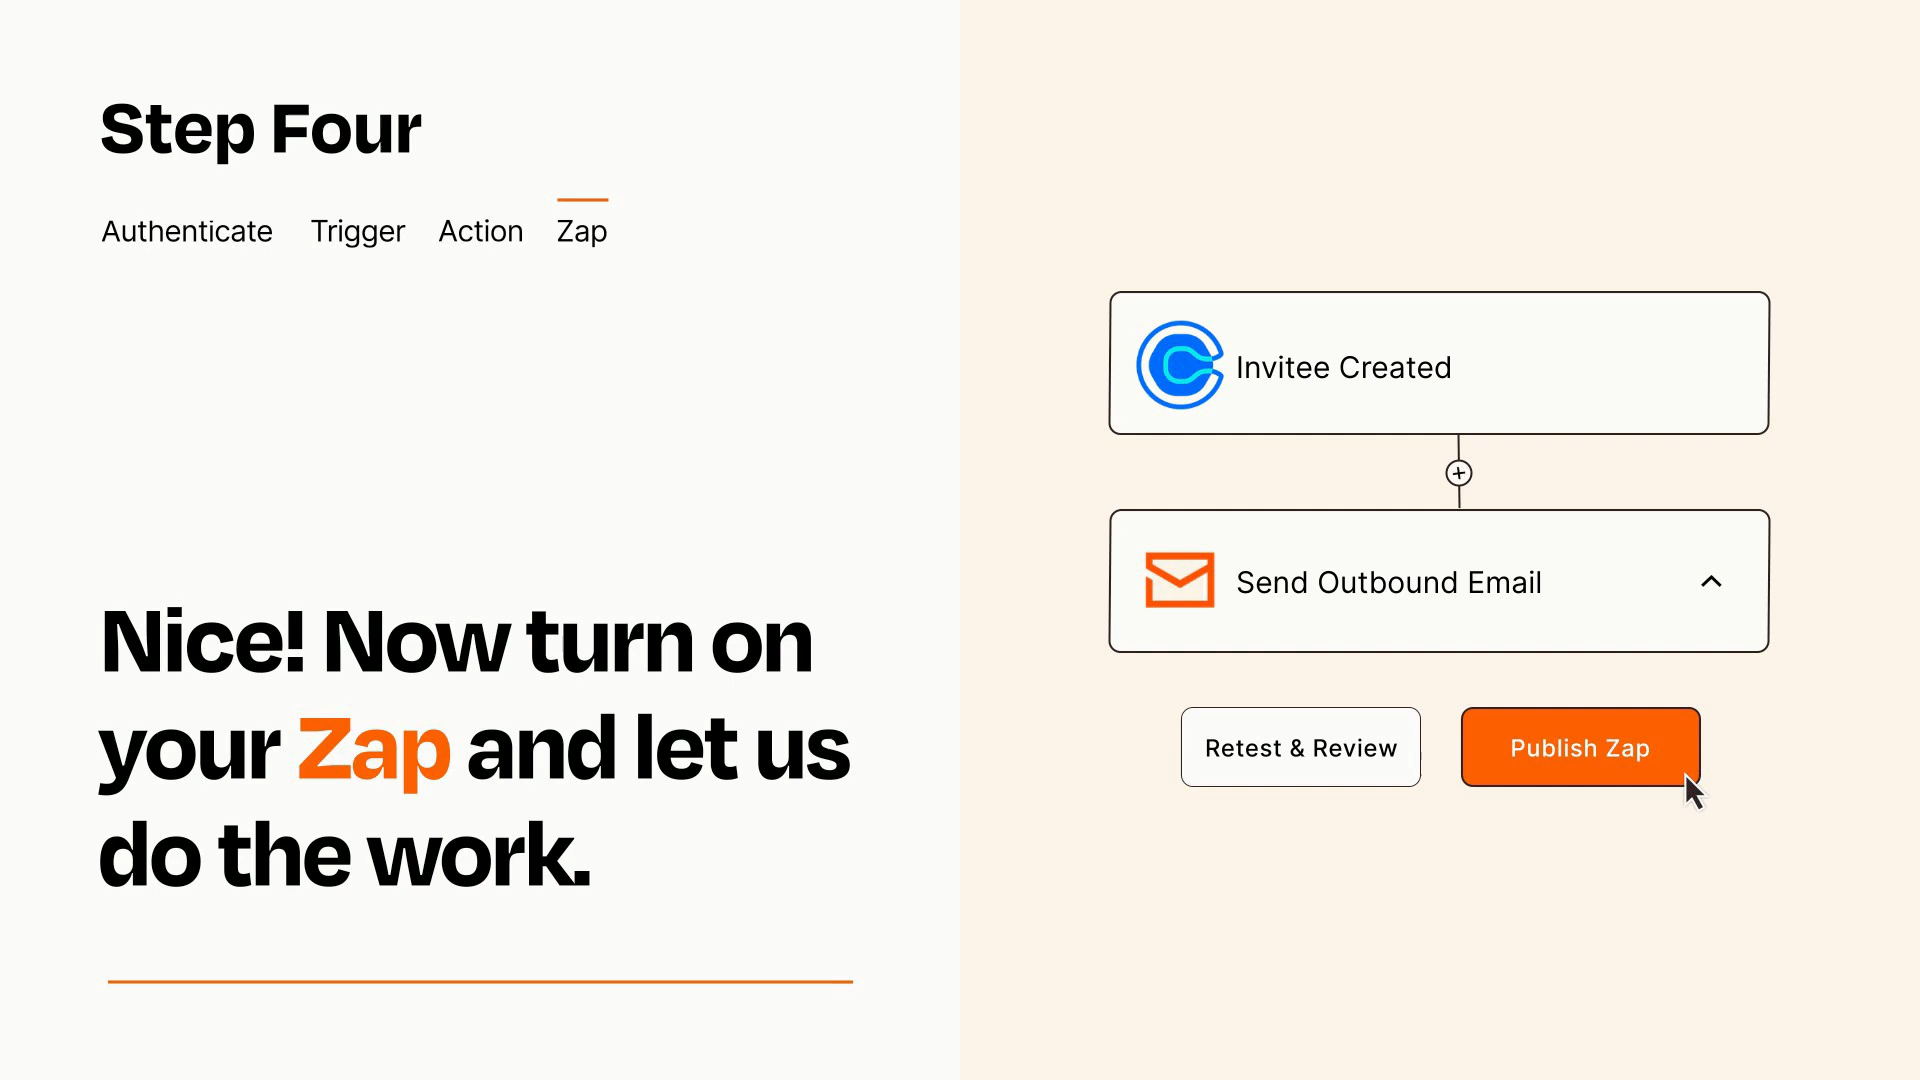 Step Four
Authenticate Trigger Action Zap
Nice! Now turn on
your Zap and let us
do the work.
Invitee Created
Send Outbound Email
Retest & Review
Publish Zap